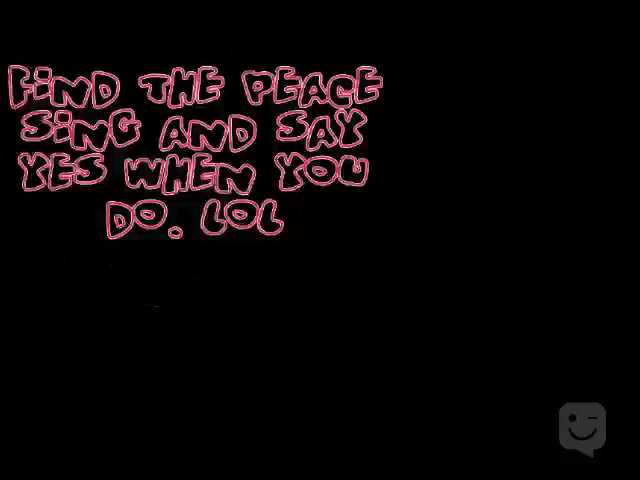 FiND THE PEACE
SiNG AND SAY
YES WHEN YOU
DO. LOL